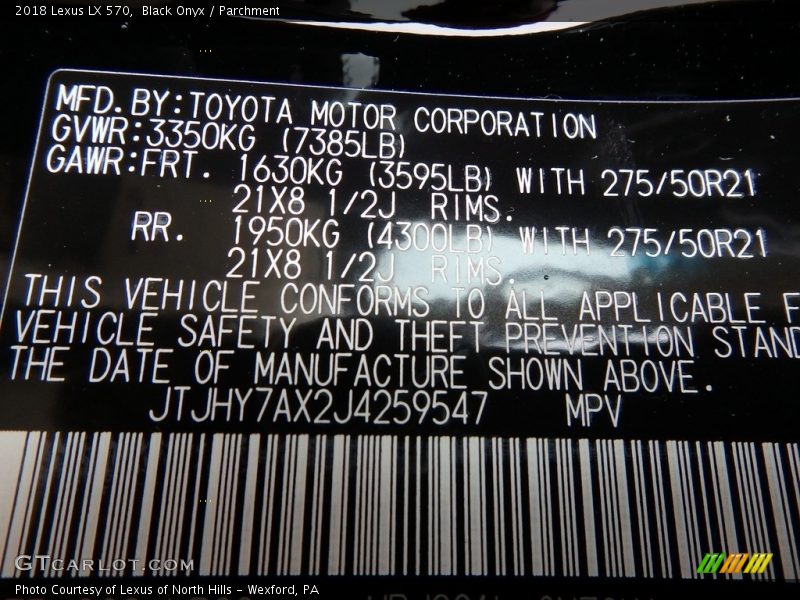 2018 Lexus LX 570, Black Onyx / Parchment
MFD.BY:TOYOTA MOTOR CORPORATION
GVWR:3350KG (7385LB)
GAWR:FRT. 1630KG (3595LB) WITH 275/50R21
21X8 1/2J RIMS.
RR. 1950KG (4300LB) WITH 275/50R21
21X8 1/2J RIMS.
THIS VEHICLE CONFORMS TO ALL APPLICABLE F
VEHICLE SAFETY AND THEFT PREVENTION STAND
THE DATE OF MANUFACTURE SHOWN ABOVE.
JTJHY7AX2J4259547 MPV
GTCARLOT.COM
Photo Courtesy of Lexus of North Hills – Wexford, PA